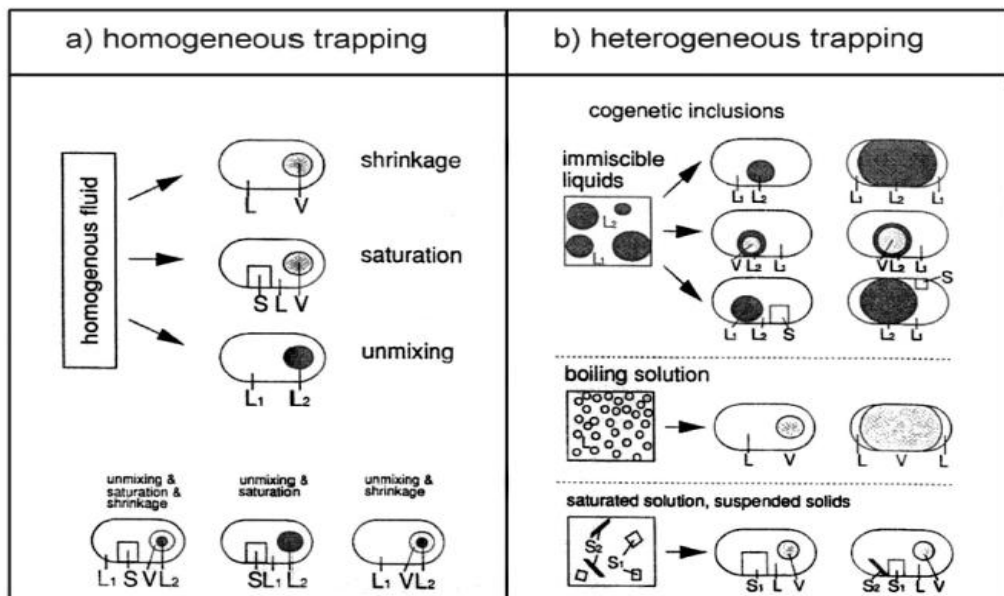 a) homogeneous trapping
homogenous fluid
shrinkage
L V
saturation
S L V
unmixing
L₁ L₂
unmixing &
saturation &
shrinkage
L₁ S V L₂
unmixing &
saturation
S L₁ L₂
unmixing &
shrinkage
L₁ V L₂
b) heterogeneous trapping
cogenetic inclusions
immiscible
liquids
L₂
L₁
L₁ L₂
L₁ L₂ L₁
V L₂ L₁
V L₂ L₁
L₁ L₂ S
S
L₂ L₁
boiling solution
L
L V
L V L
saturated solution, suspended solids
S₂
S₁
S₁ L V
S₂ S₁ L V